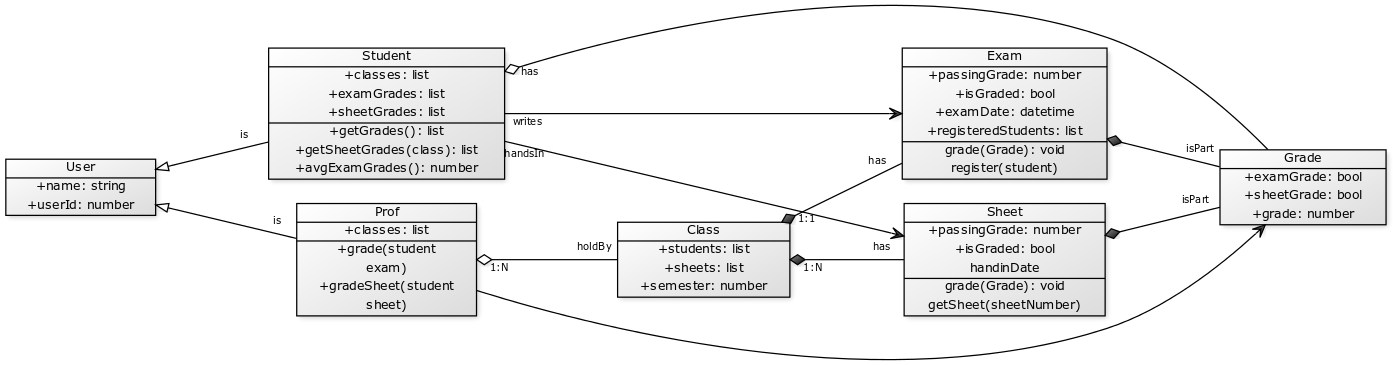 User
+name: string
+userId: number
is
is
Student
+classes: list
+examGrades: list
+sheetGrades: list
+getGrades(): list
+getSheetGrades(class): list
+avgExamGrades(): number
Prof
+classes: list
+grade(student
exam)
+gradeSheet(student
sheet)
has
writes
handsIn
1:N
holdBy
Class
+students: list
+sheets: list
+semester: number
has
1:1
has
1:N
Exam
+passingGrade: number
+isGraded: bool
+examDate: datetime
+registeredStudents: list
grade(Grade): void
register(student)
Sheet
+passingGrade: number
+isGraded: bool
handinDate
grade(Grade): void
getSheet(sheetNumber)
isPart
isPart
Grade
+examGrade: bool
+sheetGrade: bool
+grade: number